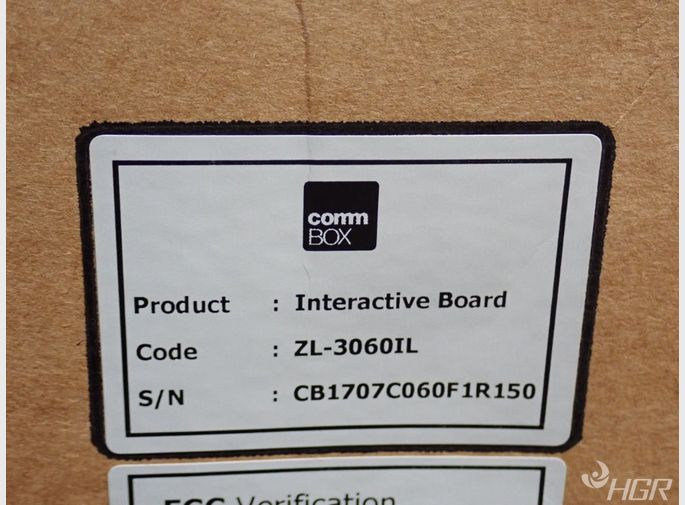 comm
BOX
Product : Interactive Board
Code : ZL-3060IL
S/N : CB1707C060F1R150
FCC Verification
HGR